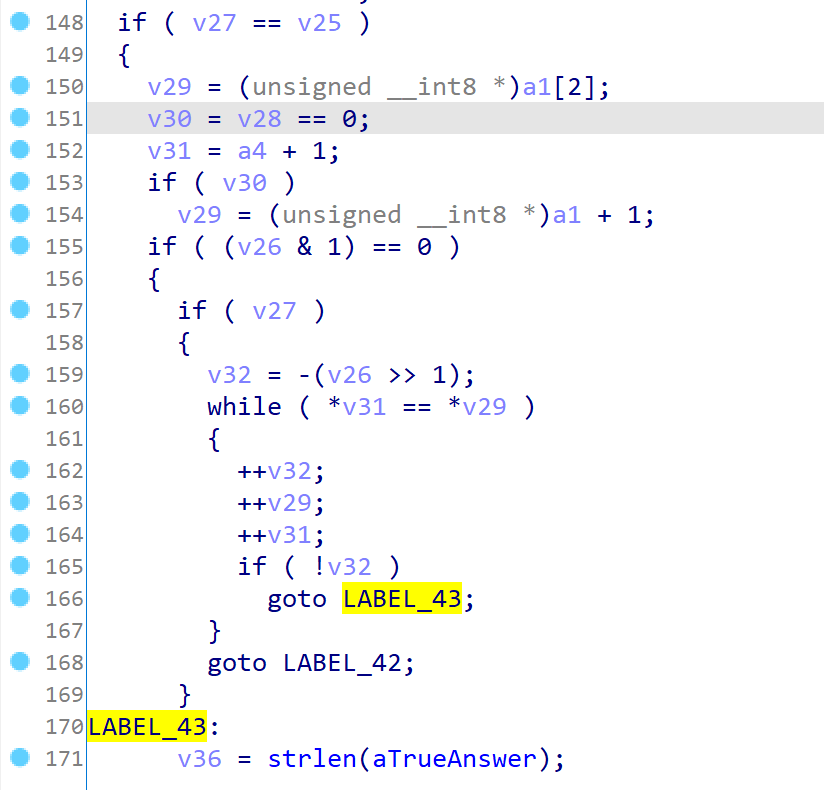 148 if ( v27 == v25 )
149 {
150 v29 = (unsigned __int8 *)a1[2];
151 v30 = v28 == 0;
152 v31 = a4 + 1;
153 if ( v30 )
154 v29 = (unsigned __int8 *)a1 + 1;
155 if ( (v26 & 1) == 0 )
156 {
157 if ( v27 )
158 {
159 v32 = -(v26 >> 1);
160 while ( *v31 == *v29 )
161 {
162 ++v32;
163 ++v29;
164 ++v31;
165 if ( !v32 )
166 goto LABEL_43;
167 }
168 goto LABEL_42;
169 }
170 LABEL_43:
171 v36 = strlen(aTrueAnswer);